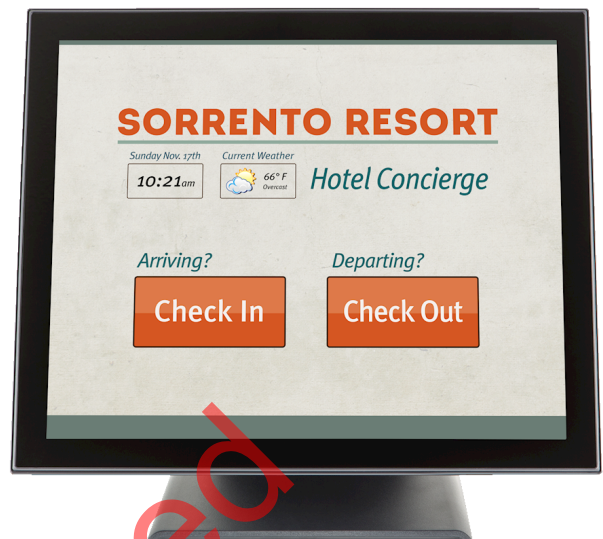 SORRENTO RESORT
Sunday Nov. 17th
Current Weather
10:21am
66° F
Overcast
Hotel Concierge
Arriving?
Departing?
Check In
Check Out